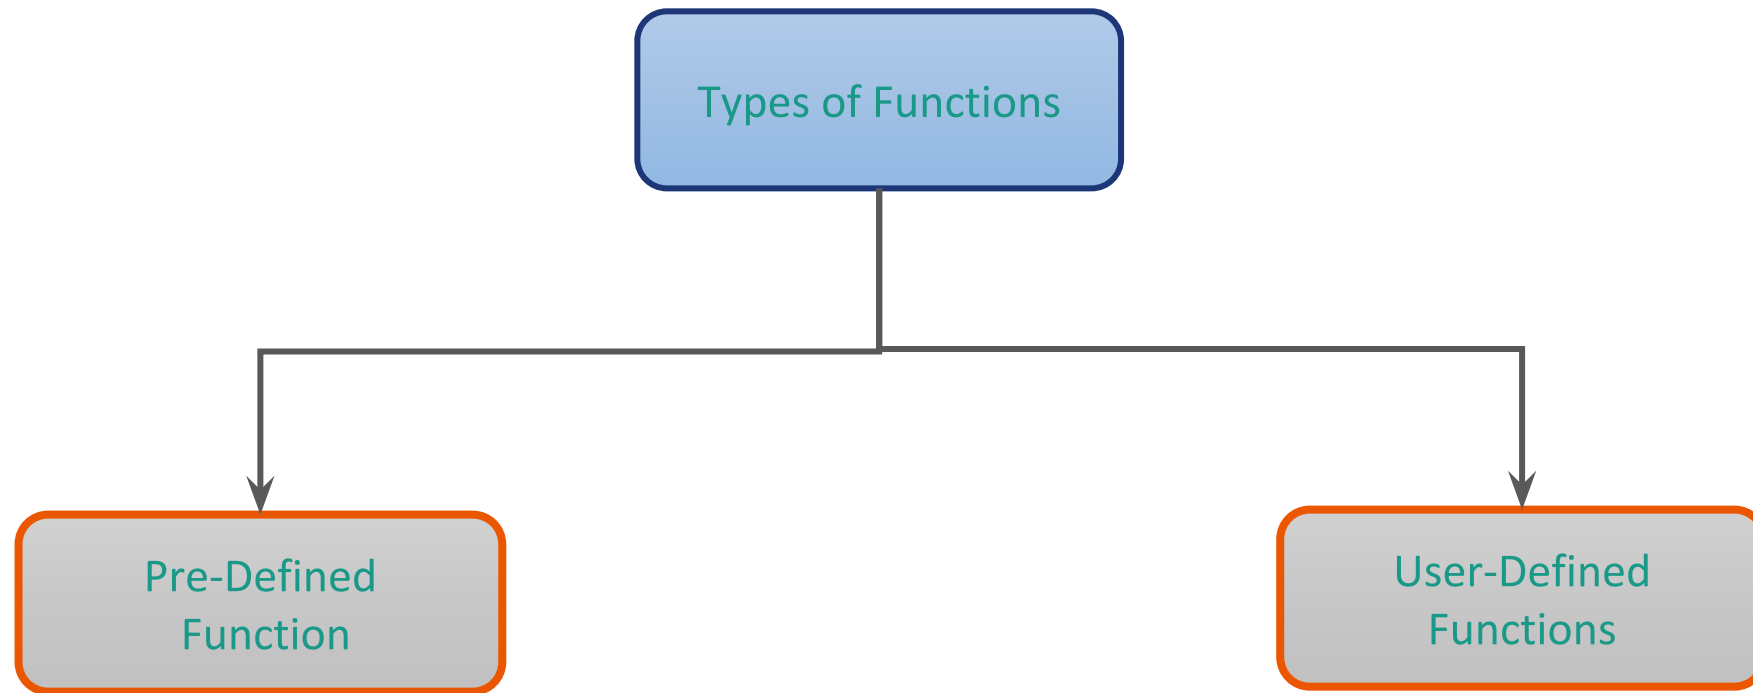 Types of Functions
Pre-Defined
Function
User-Defined
Functions